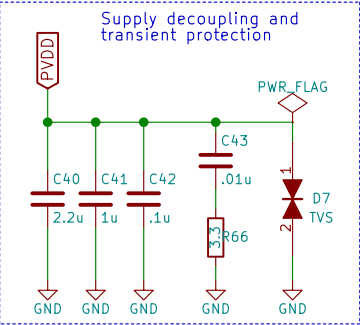 Supply decoupling and
transient protection
PVDD
PWR_FLAG
C40
2.2u
C41
1u
C42
.1u
C43
.01u
3.3
R66
1
2
D7
TVS
GND
GND
GND
GND
GND